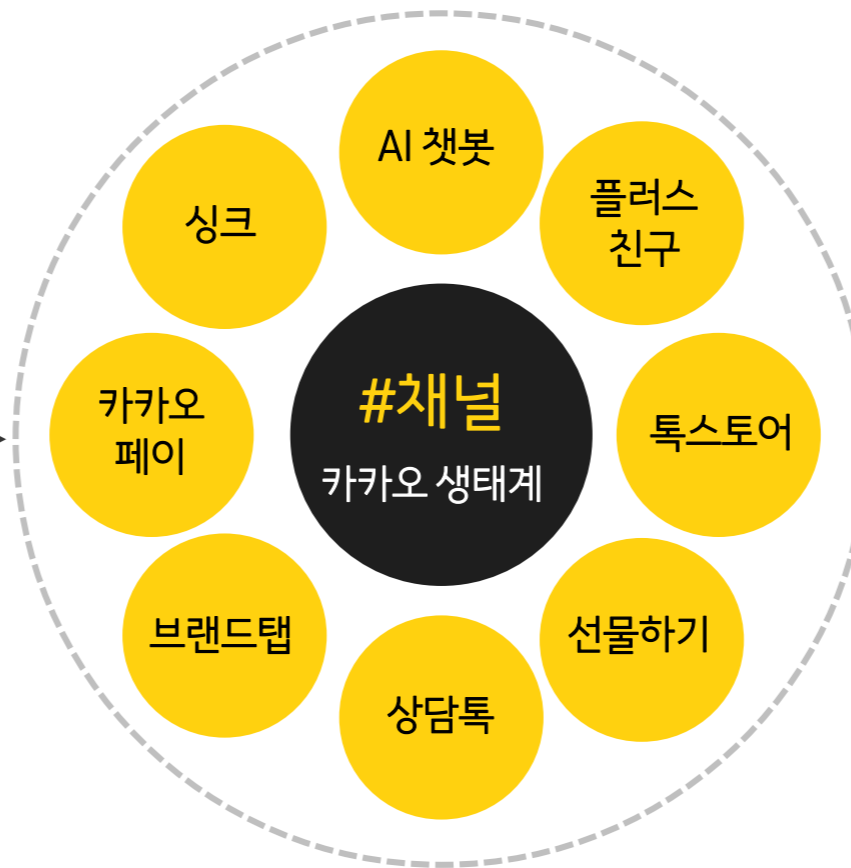 AI 챗봇
플러스
친구
싱크
#채널
카카오 생태계
카카오
페이
톡스토어
브랜드탭
선물하기
상담톡